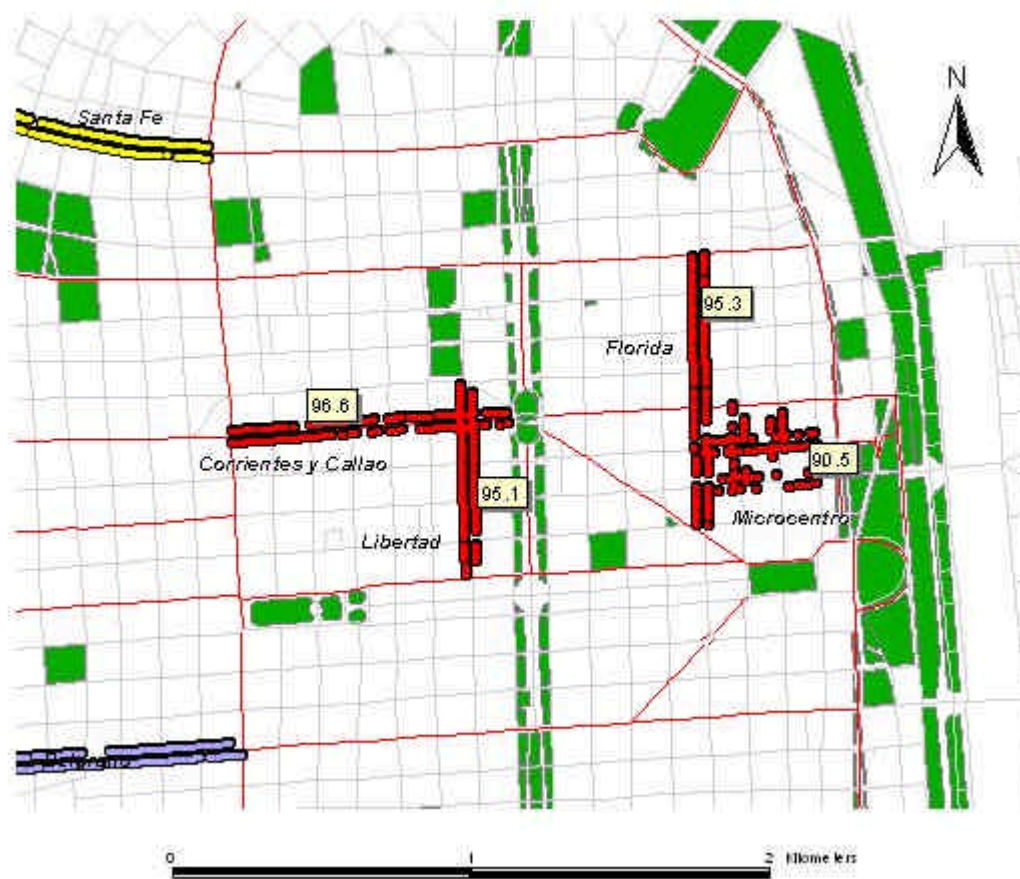 N
Santa Fe
95.3
Florida
96.6
Corrientes y Callao
90.5
95.1
Microcentro
Libertad
0 1 2 Kilometers